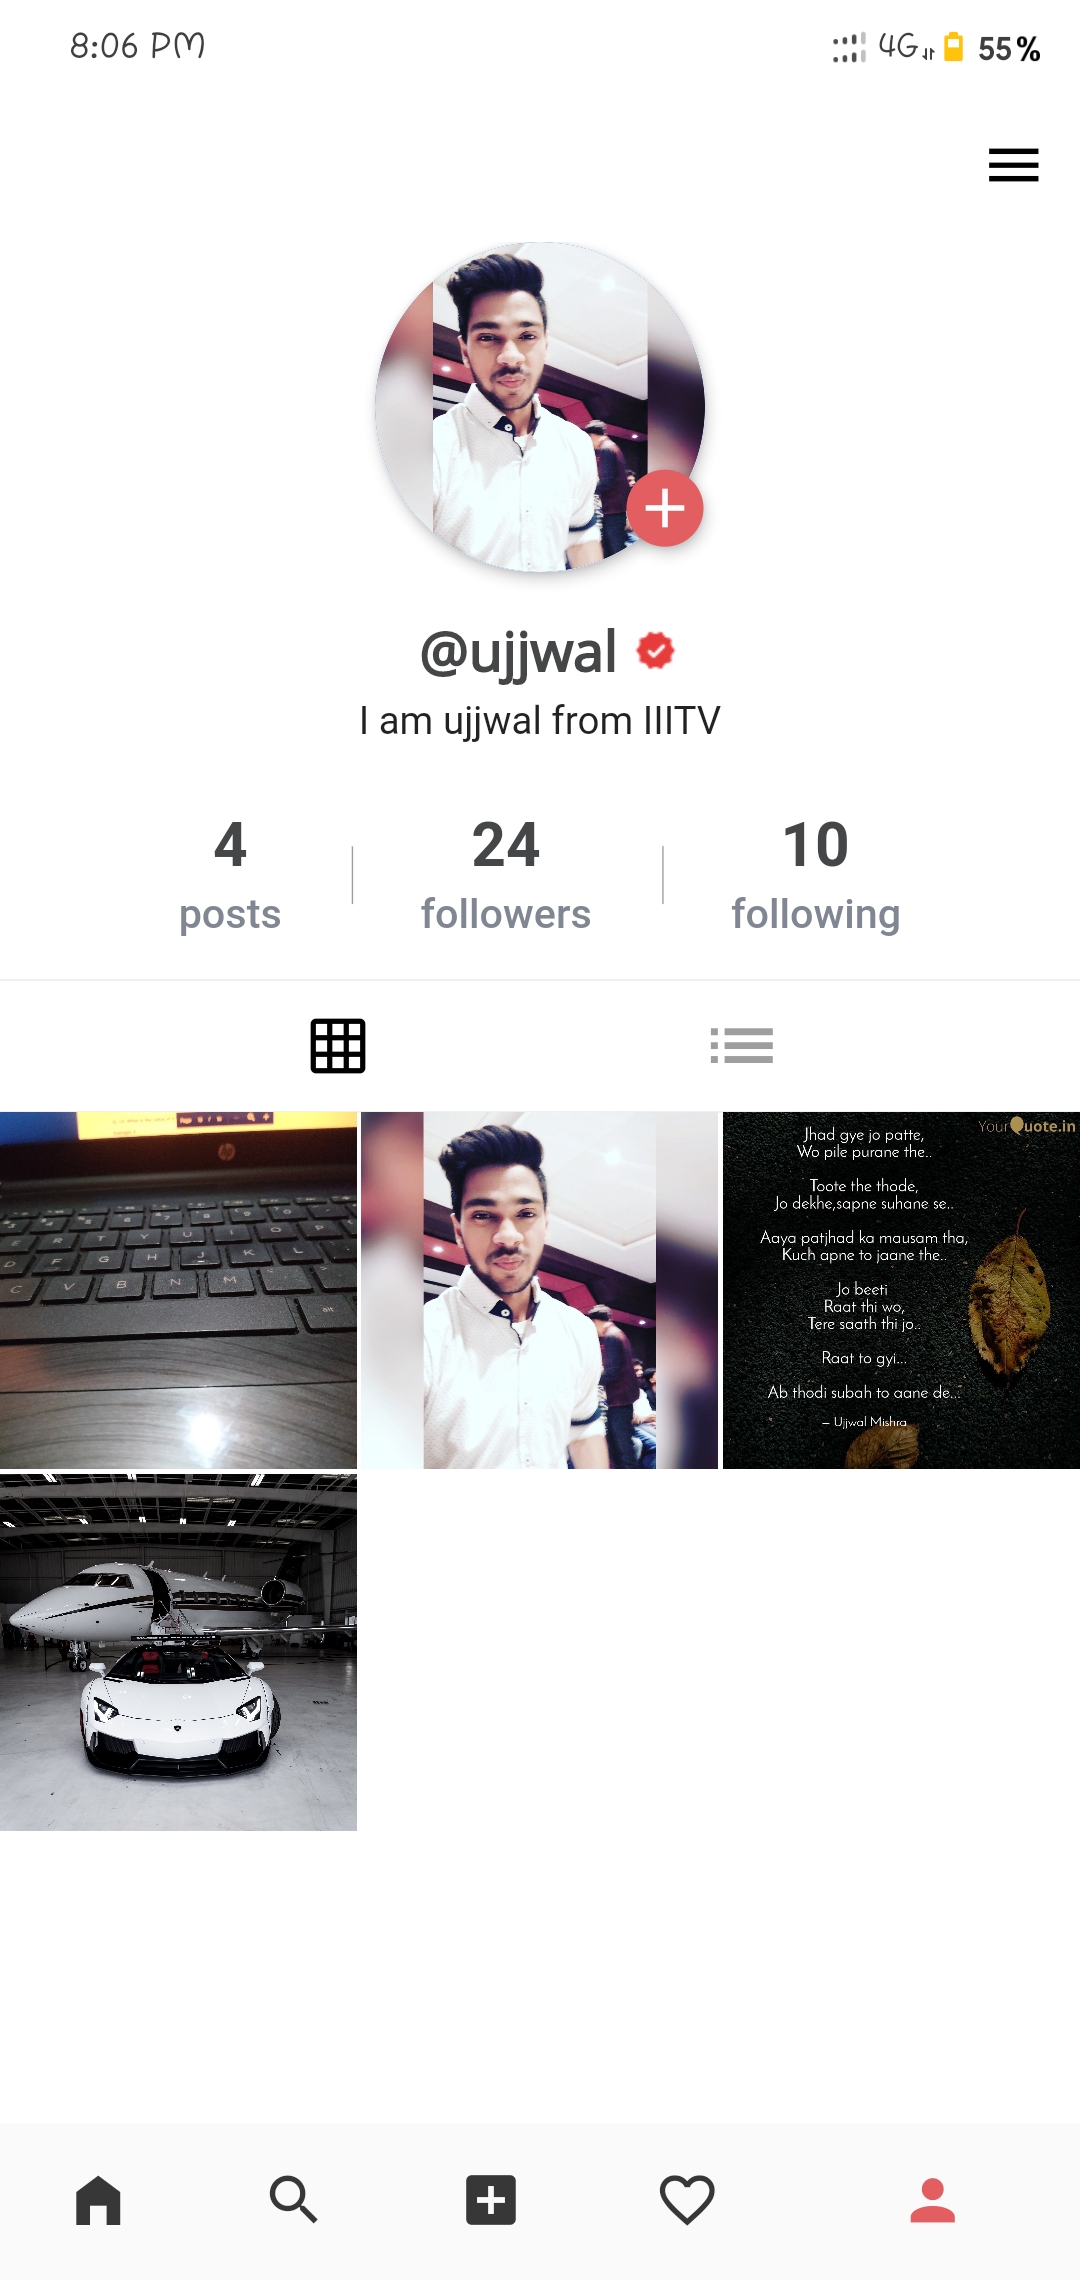 8:06 PM
4G 55%
@ujjwal
I am ujjwal from IIITV
4 24 10
posts followers following
YourQuote.in
Jhad gye jo patte,
Wo pile purane the..
Toote the thode,
Jo dekhe,sapne suhane se..
Aaya patjhad ka mausam tha,
Kuch apne to jaane the..
Jo beeti
Raat thi wo,
Tere saath thi jo..
Raat to gyi...
Ab thodi subah to aane de...
– Ujjwal Mishra
E R T Y U I O
D F G H J K L
C V B N M
alt